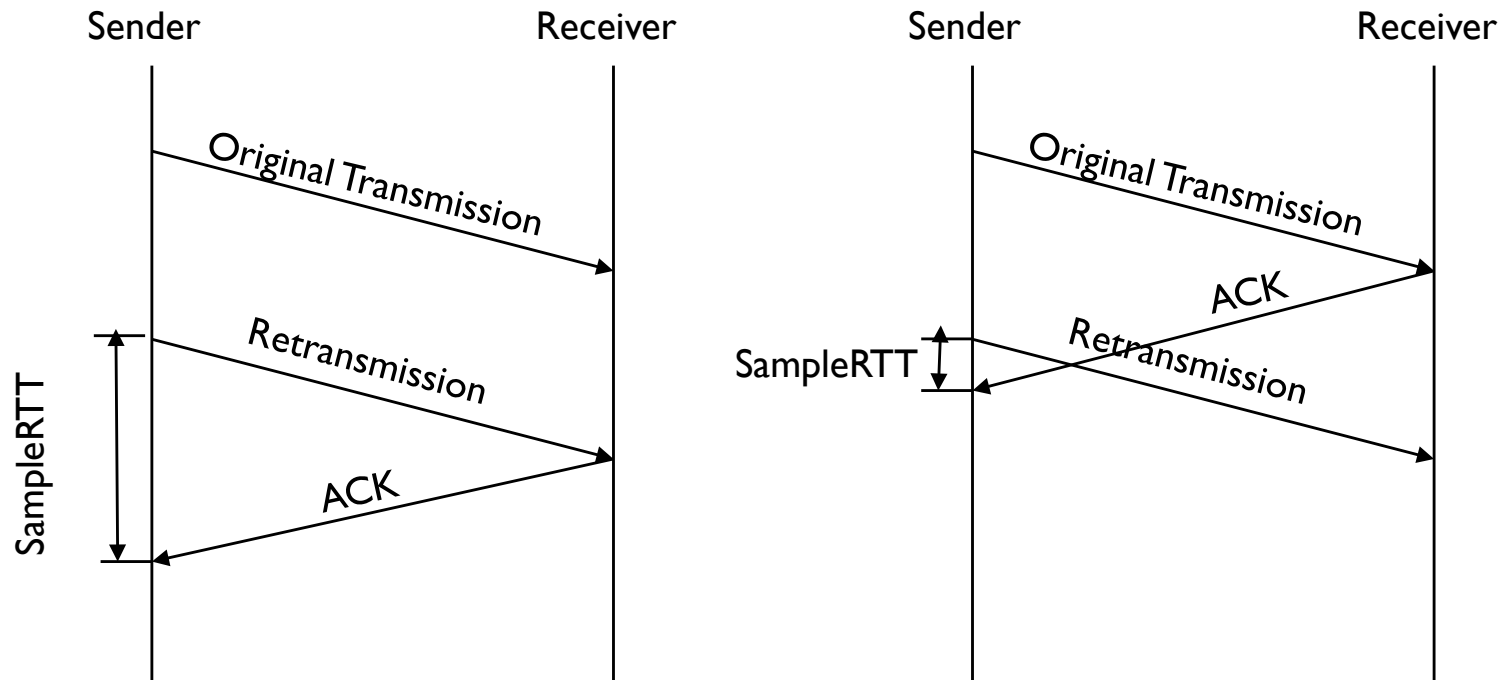 Sender
Receiver
Original Transmission
Retransmission
ACK
SampleRTT
Sender
Receiver
Original Transmission
ACK
Retransmission
SampleRTT